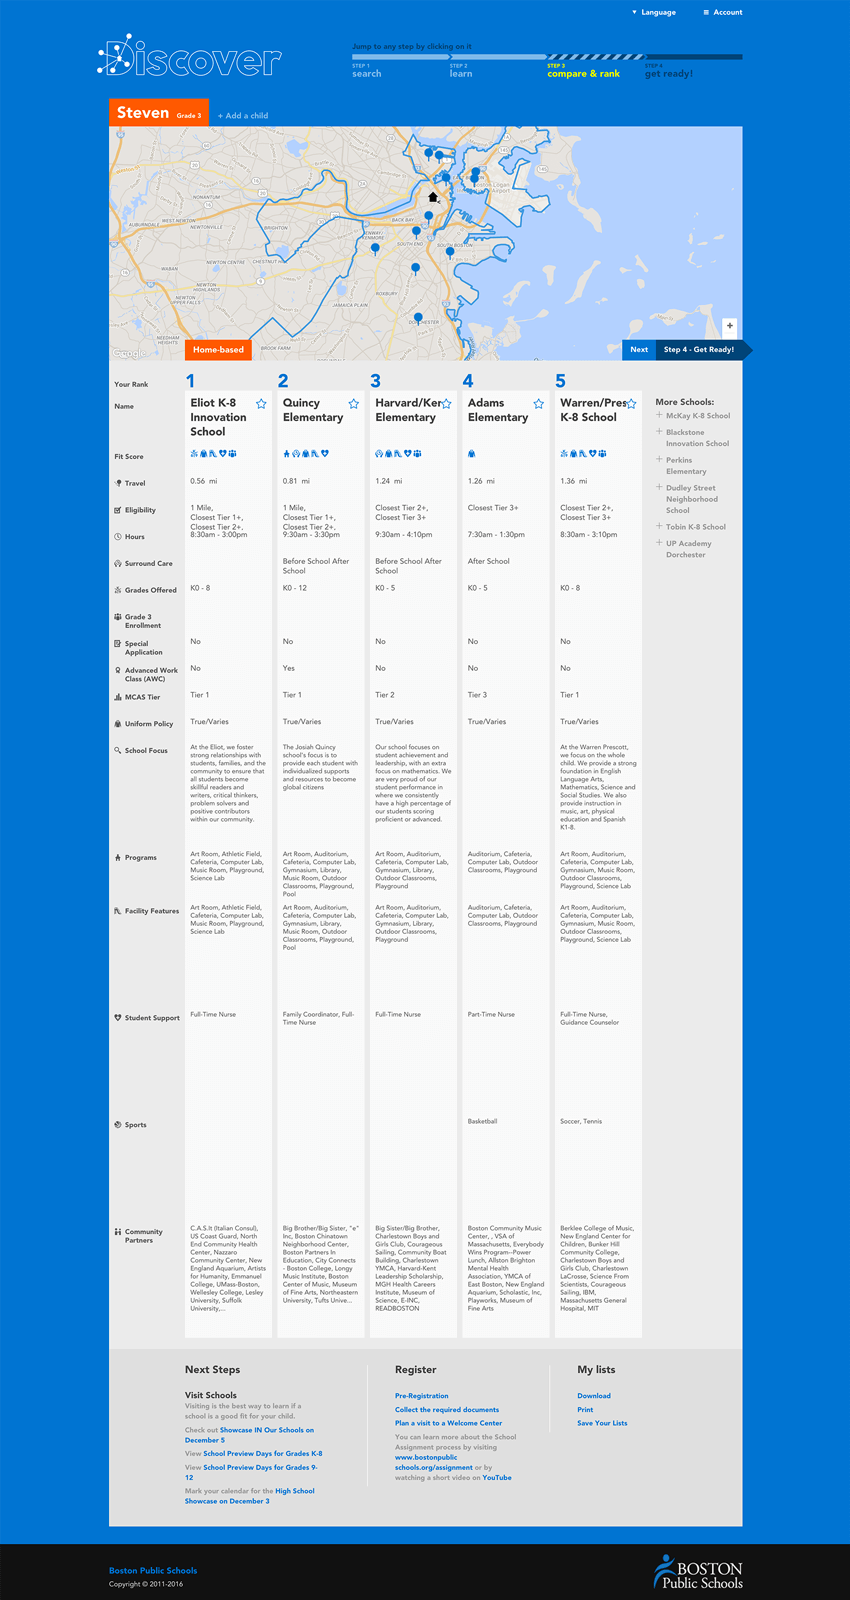 Language
Account
Discover
Jump to any step by clicking on it
STEP 1
search
STEP 2
learn
STEP 3
compare & rank
STEP 4
get ready!
Steven Grade 3
+ Add a child
NONANTUM
WATERTOWN
AUBURNDALE
WEST NEWTON
NEWTONVILLE
BRIGHTON
BACK BAY
SOUTH END
SOUTH BOSTON
WABAN
NEWTON CENTRE
CHESTNUT HILL
NEWTON HIGHLANDS
NEWTON UPPER FALLS
ROXBURY
JAMAICA PLAIN
DORCHESTER
NEEDHAM HEIGHTS
BROOK FARM
Google
+
Home-based
Next
Step 4 - Get Ready!
Your Rank
1
2
3
4
5
Name
Eliot K-8
Innovation
School
Quincy
Elementary
Harvard/Ken
Elementary
Adams
Elementary
Warren/Pres
K-8 School
More Schools:
McKay K-8 School
Blackstone
Innovation School
Perkins
Elementary
Dudley Street
Neighborhood
School
Tobin K-8 School
UP Academy
Dorchester
Fit Score
Travel
0.56 mi
0.81 mi
1.24 mi
1.26 mi
1.36 mi
Eligibility
1 Mile,
Closest Tier 1+,
Closest Tier 2+,
1 Mile,
Closest Tier 1+,
Closest Tier 2+,
Closest Tier 2+,
Closest Tier 3+
Closest Tier 3+
Closest Tier 2+,
Closest Tier 3+
Hours
8:30am - 3:00pm
9:30am - 3:30pm
9:30am - 4:10pm
7:30am - 1:30pm
8:30am - 3:10pm
Surround Care
Before School After
School
Before School After
School
After School
Grades Offered
K0 - 8
K0 - 12
K0 - 5
K0 - 5
K0 - 8
Grade 3
Enrollment
Special
Application
No
No
No
No
No
Advanced Work
Class (AWC)
No
Yes
No
No
No
MCAS Tier
Tier 1
Tier 1
Tier 2
Tier 3
Tier 1
Uniform Policy
True/Varies
True/Varies
True/Varies
True/Varies
True/Varies
School Focus
At the Eliot, we foster
strong relationships with
students, families, and the
community to ensure that
all students become
skillful readers and
writers, critical thinkers,
problem solvers and
positive contributors
within our community.
The Josiah Quincy
school's focus is to
provide each student with
individualized supports
and resources to become
global citizens
Our school focuses on
student achievement and
leadership, with an extra
focus on mathematics. We
are very proud of our
student performance in
where we consistently
have a high percentage of
our students scoring
proficient or advanced.
At the Warren Prescott,
we focus on the whole
child. We provide a strong
foundation in English
Language Arts,
Mathematics, Science and
Social Studies. We also
provide instruction in
music, art, physical
education and Spanish
K1-8.
Programs
Art Room, Athletic Field,
Cafeteria, Computer Lab,
Music Room, Playground,
Science Lab
Art Room, Auditorium,
Cafeteria, Computer Lab,
Gymnasium, Library,
Music Room, Outdoor
Classrooms, Playground,
Pool
Art Room, Auditorium,
Cafeteria, Computer Lab,
Gymnasium, Library,
Outdoor Classrooms,
Playground
Auditorium, Cafeteria,
Computer Lab, Outdoor
Classrooms, Playground
Art Room, Auditorium,
Cafeteria, Computer Lab,
Gymnasium, Music Room,
Outdoor Classrooms,
Playground, Science Lab
Facility Features
Art Room, Athletic Field,
Cafeteria, Computer Lab,
Music Room, Playground,
Science Lab
Art Room, Auditorium,
Cafeteria, Computer Lab,
Gymnasium, Library,
Music Room, Outdoor
Classrooms, Playground,
Pool
Art Room, Auditorium,
Cafeteria, Computer Lab,
Gymnasium, Library,
Outdoor Classrooms,
Playground
Auditorium, Cafeteria,
Computer Lab, Outdoor
Classrooms, Playground
Art Room, Auditorium,
Cafeteria, Computer Lab,
Gymnasium, Music Room,
Outdoor Classrooms,
Playground, Science Lab
Student Support
Full-Time Nurse
Family Coordinator, Full-
Time Nurse
Full-Time Nurse
Part-Time Nurse
Full-Time Nurse,
Guidance Counselor
Sports
Basketball
Soccer, Tennis
Community
Partners
C.A.S.It (Italian Consul),
US Coast Guard, North
End Community Health
Center, Nazzaro
Community Center, New
England Aquarium, Artists
for Humanity, Emmanuel
College, UMass-Boston,
Wellesley College, Lesley
University, Suffolk
University,...
Big Brother/Big Sister, "e"
Inc, Boston Chinatown
Neighborhood Center,
Boston Partners In
Education, City Connects
- Boston College, Longy
Music Institute, Boston
Center of Music, Museum
of Fine Arts, Northeastern
University, Tufts Unive...
Big Sister/Big Brother,
Charlestown Boys and
Girls Club, Courageous
Sailing, Community Boat
Building, Charlestown
YMCA, Harvard-Kent
Leadership Scholarship,
MGH Health Careers
Institute, Museum of
Science, E-INC,
READBOSTON
Boston Community Music
Center, , VSA of
Massachusetts, Everybody
Wins Program--Power
Lunch, Allston Brighton
Mental Health
Association, YMCA of
East Boston, New England
Aquarium, Scholastic, Inc,
Playworks, Museum of
Fine Arts
Berklee College of Music,
New England Center for
Children, Bunker Hill
Community College,
Charlestown Boys and
Girls Club, Charlestown
LaCrosse, Science From
Scientists, Courageous
Sailing, IBM,
Massachusetts General
Hospital, MIT
Next Steps
Visit Schools
Visiting is the best way to learn if a
school is a good fit for your child.
Check out Showcase IN Our Schools on
December 5
View School Preview Days for Grades K-8
View School Preview Days for Grades 9-
12
Mark your calendar for the High School
Showcase on December 3
Register
Pre-Registration
Collect the required documents
Plan a visit to a Welcome Center
You can learn more about the School
Assignment process by visiting
www.bostonpublic
schools.org/assignment or by
watching a short video on YouTube
My lists
Download
Print
Save Your Lists
Boston Public Schools
Copyright © 2011-2016
BOSTON
Public Schools